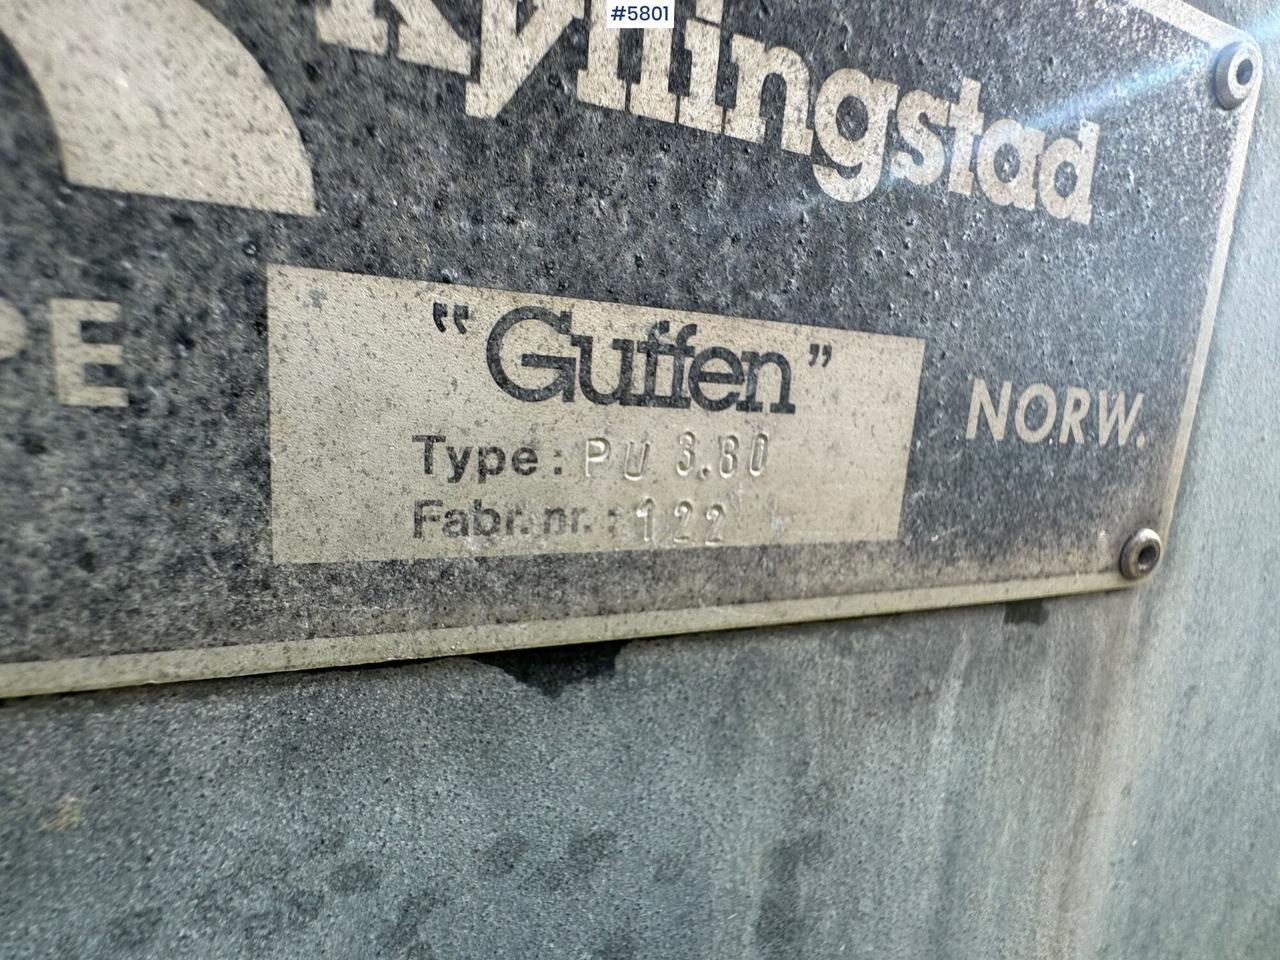 #5801
Kyllingstad
"Guffen"
Type: PU 3.80
Fabr. nr.: 122
PE
NORW.